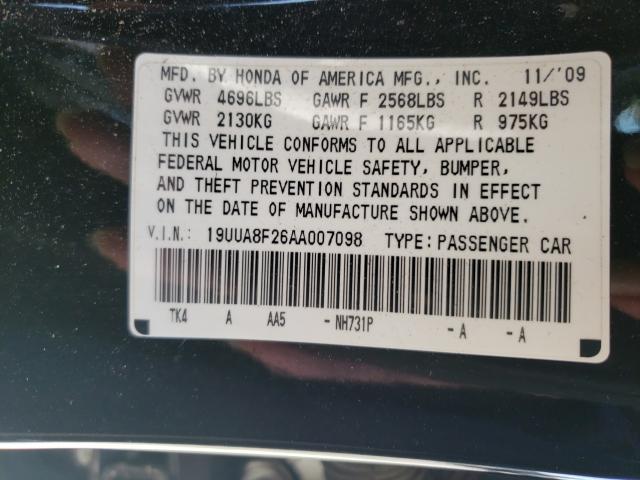 MFD. BY HONDA OF AMERICA MFG., INC. 11/'09
GVWR 4696LBS GAWR F 2568LBS R 2149LBS
GVWR 2130KG GAWR F 1165KG R 975KG
THIS VEHICLE CONFORMS TO ALL APPLICABLE
FEDERAL MOTOR VEHICLE SAFETY, BUMPER,
AND THEFT PREVENTION STANDARDS IN EFFECT
ON THE DATE OF MANUFACTURE SHOWN ABOVE.
V.I.N.: 19UUA8F26AA007098 TYPE: PASSENGER CAR
TK4 A AA5 -NH731P -A -A